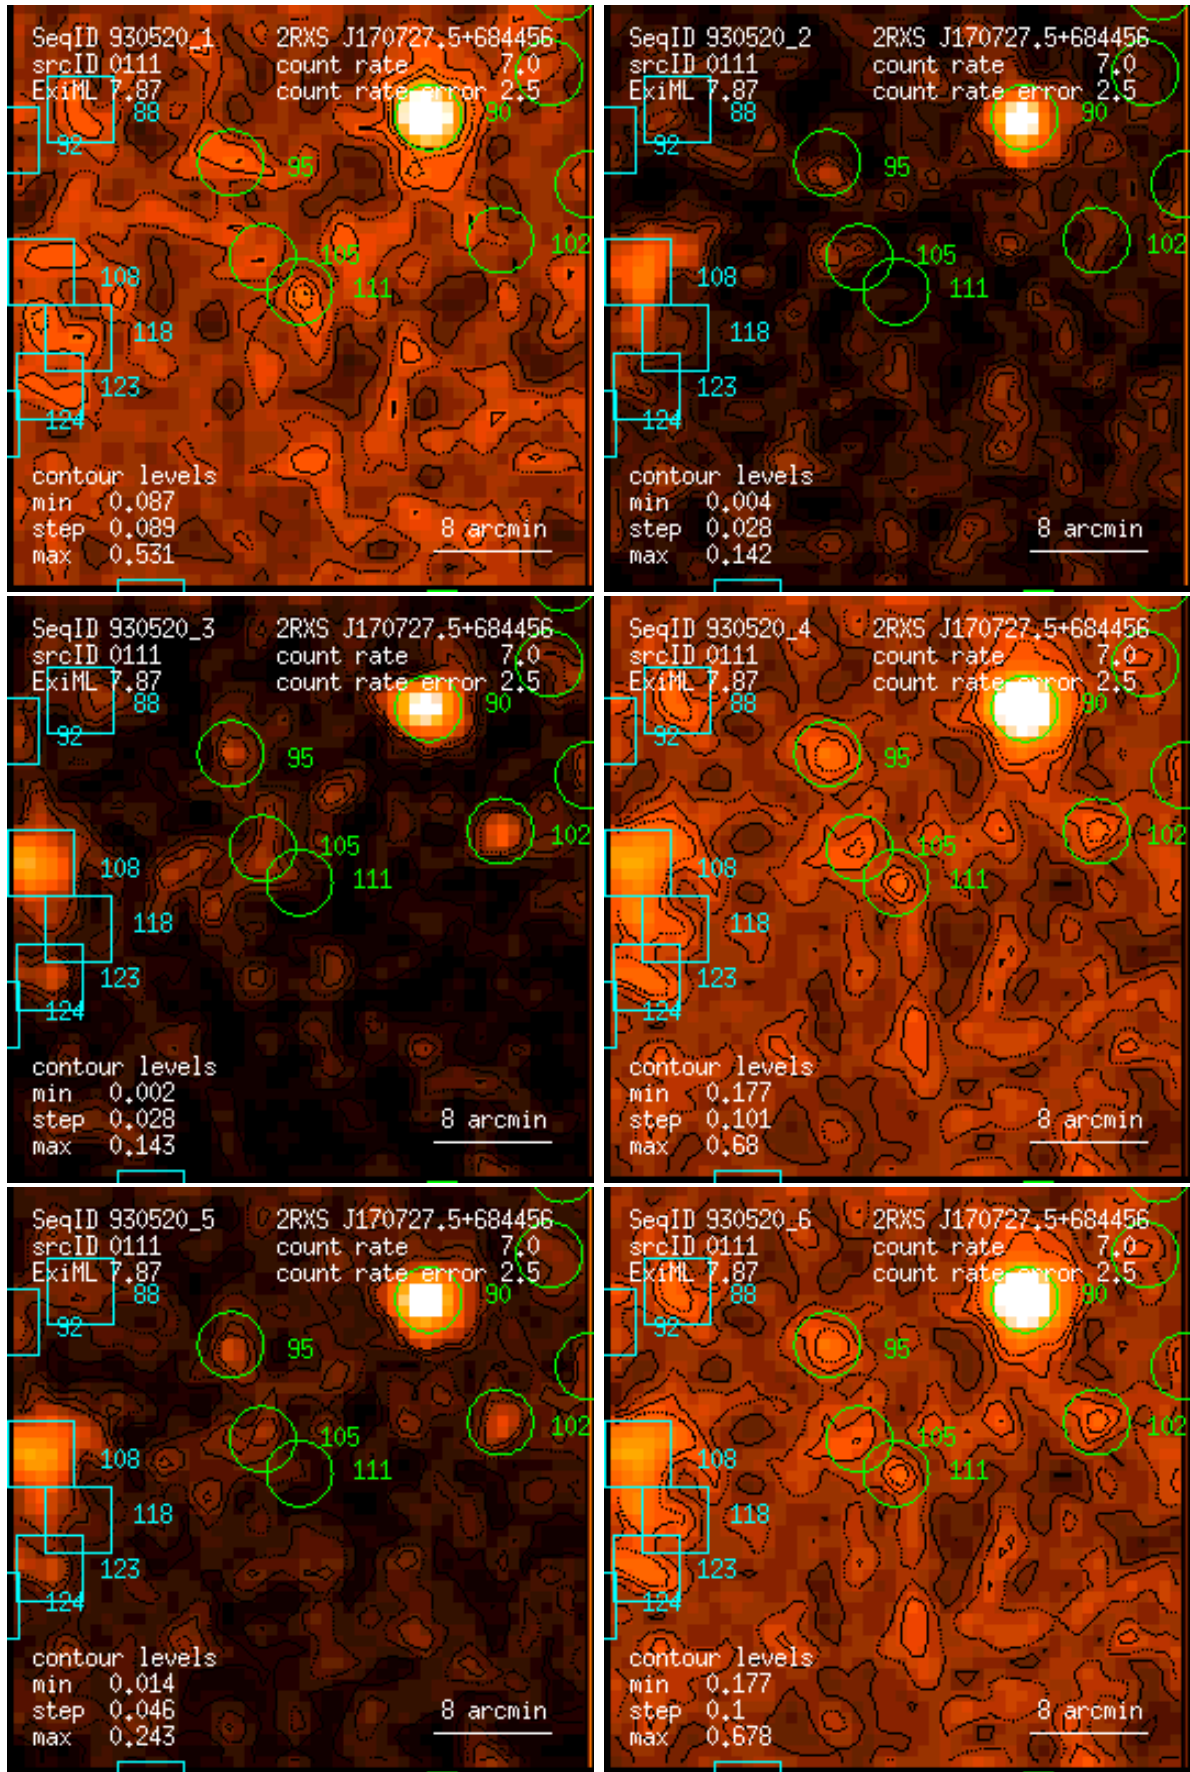 SeqID 930520_1 2RXS J170727.5+684456
srcID 0111 count rate 7.0
ExiML 7.87 count rate error 2.5
88
90
92
95
102
105
108
111
118
123
124
contour levels
min 0.087
step 0.089 8 arcmin
max 0.531
SeqID 930520_2 2RXS J170727.5+684456
srcID 0111 count rate 7.0
ExiML 7.87 count rate error 2.5
88
90
92
95
102
105
108
111
118
123
124
contour levels
min 0.004
step 0.028 8 arcmin
max 0.142
SeqID 930520_3 2RXS J170727.5+684456
srcID 0111 count rate 7.0
ExiML 7.87 count rate error 2.5
88
90
92
95
102
105
108
111
118
123
124
contour levels
min 0.002
step 0.028 8 arcmin
max 0.143
SeqID 930520_4 2RXS J170727.5+684456
srcID 0111 count rate 7.0
ExiML 7.87 count rate error 2.5
88
90
92
95
102
105
108
111
118
123
124
contour levels
min 0.177
step 0.101 8 arcmin
max 0.68
SeqID 930520_5 2RXS J170727.5+684456
srcID 0111 count rate 7.0
ExiML 7.87 count rate error 2.5
88
90
92
95
102
105
108
111
118
123
124
contour levels
min 0.014
step 0.046 8 arcmin
max 0.243
SeqID 930520_6 2RXS J170727.5+684456
srcID 0111 count rate 7.0
ExiML 7.87 count rate error 2.5
88
90
92
95
102
105
108
111
118
123
124
contour levels
min 0.177
step 0.1 8 arcmin
max 0.678